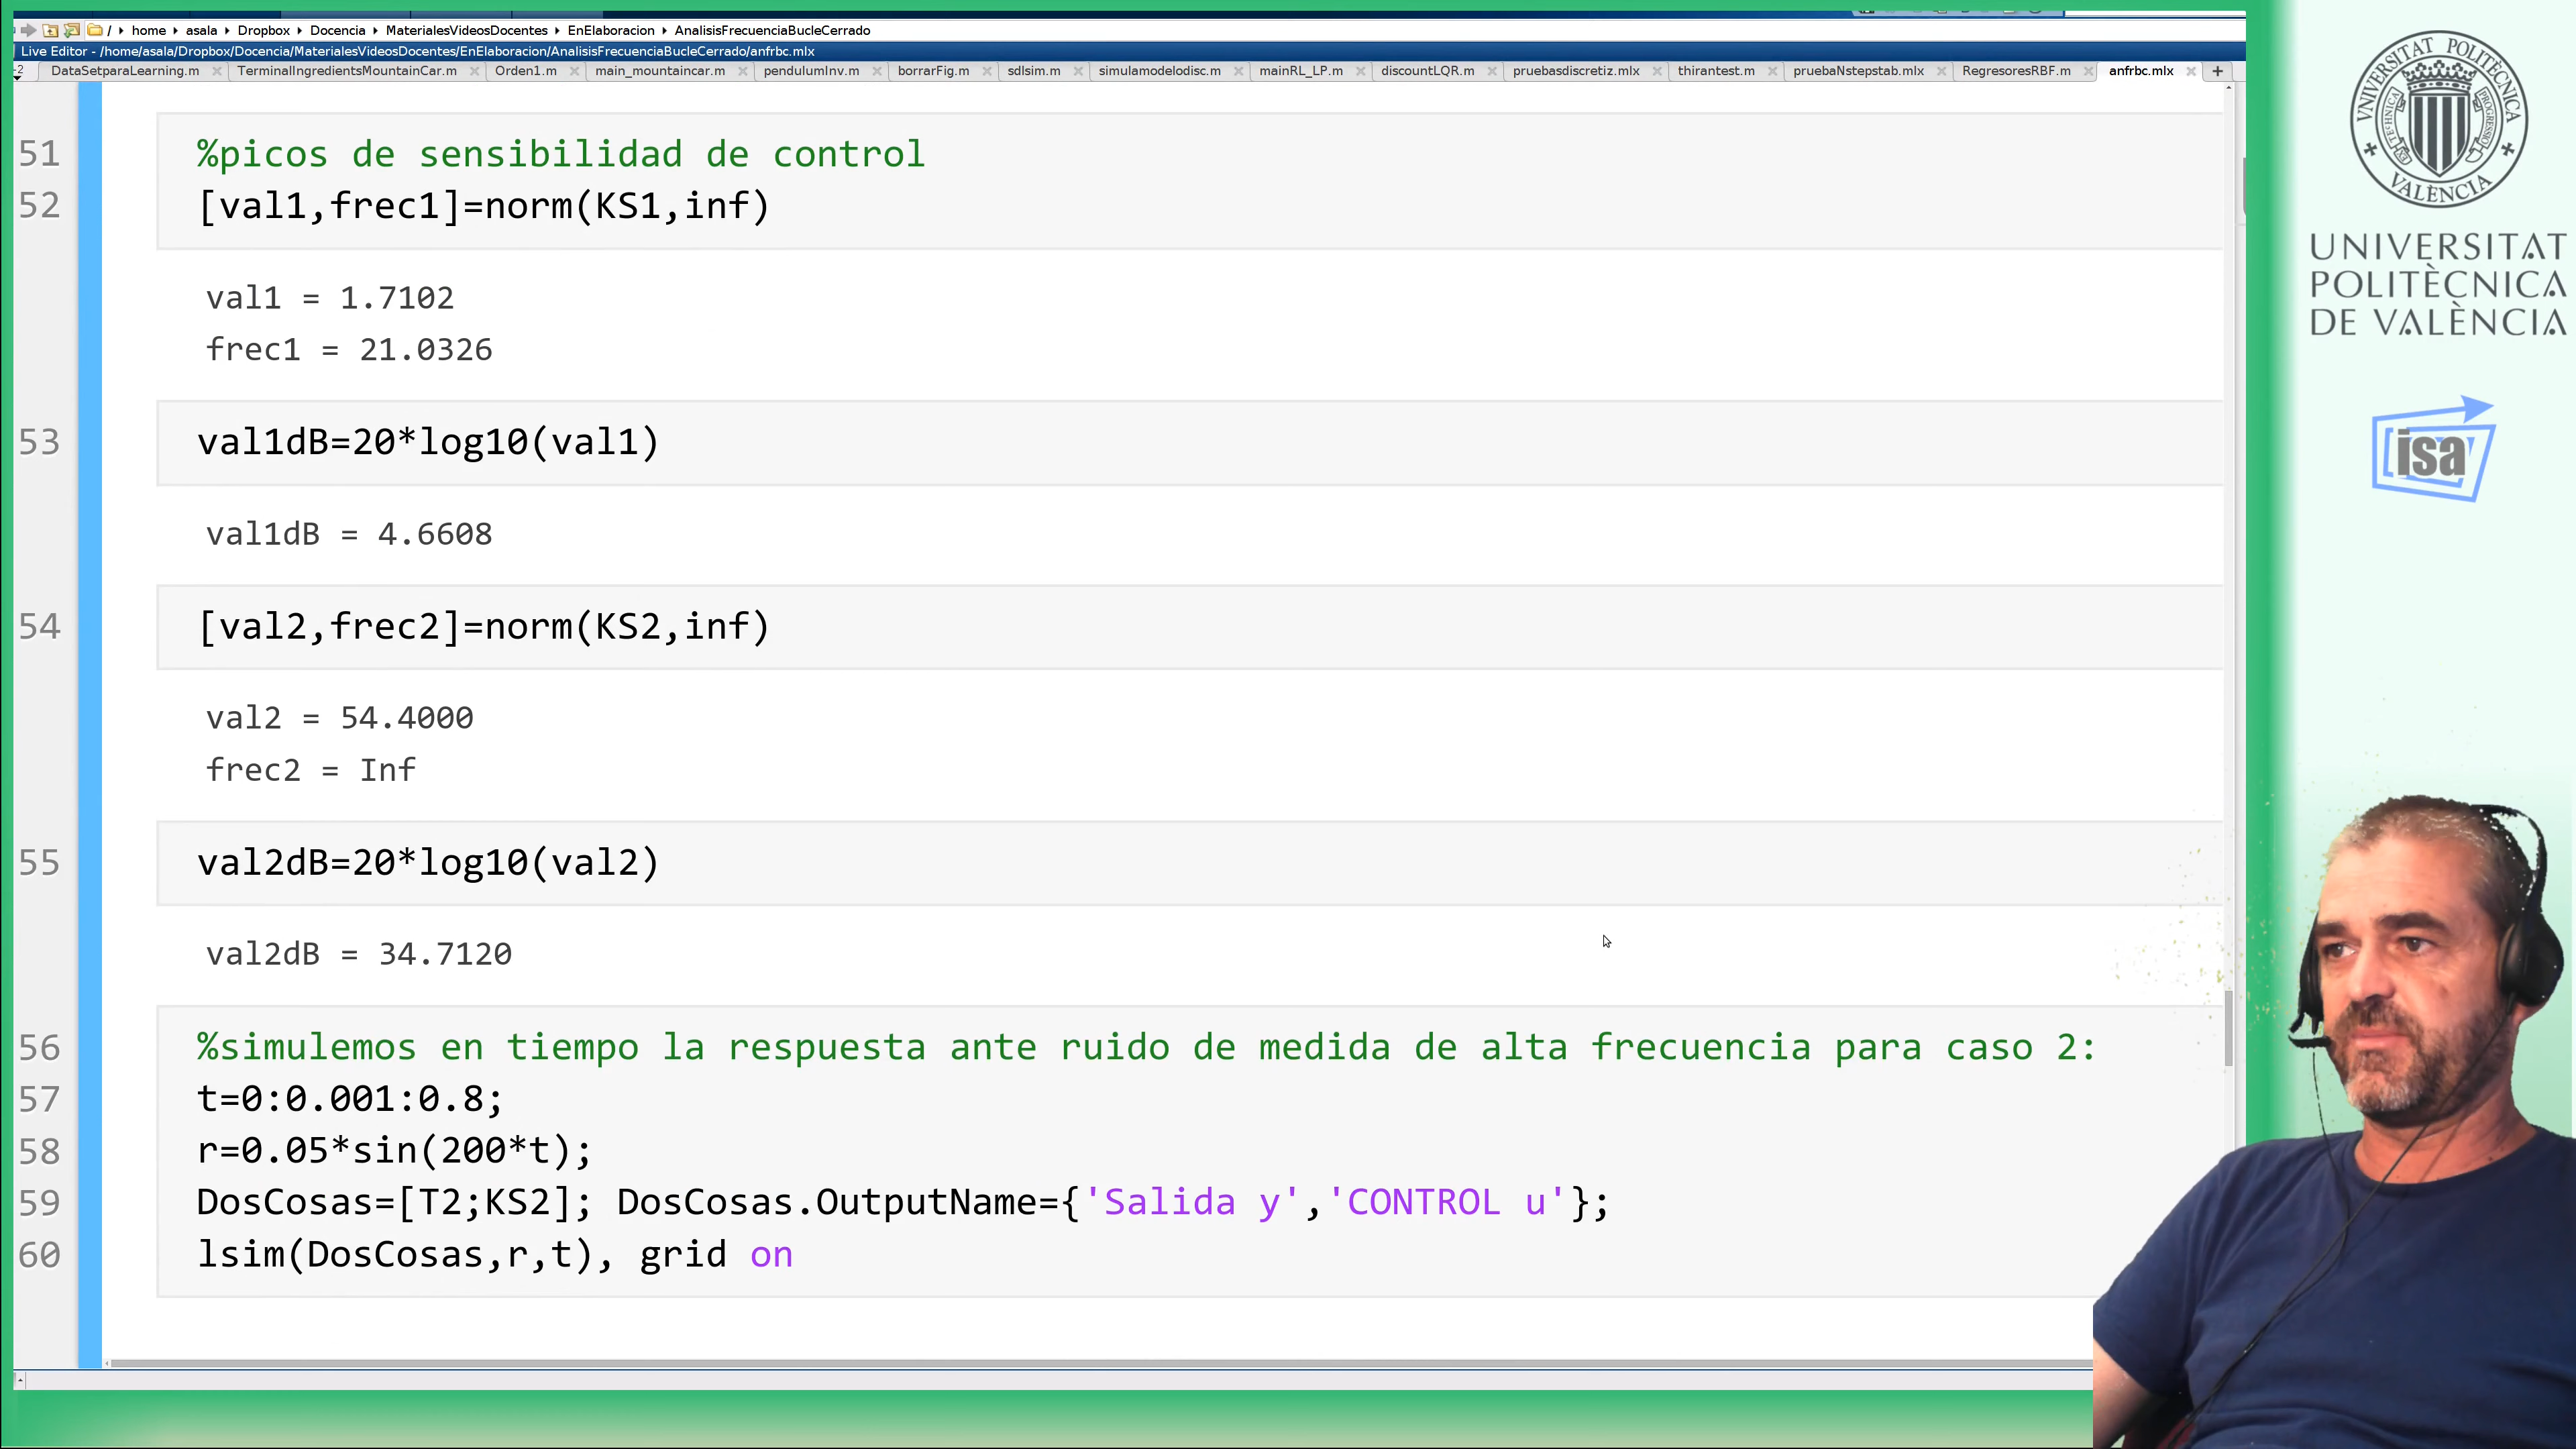 / home asala Dropbox Docencia MaterialesVideosDocentes EnElaboracion AnalisisFrecuenciaBucleCerrado
Live Editor - /home/asala/Dropbox/Docencia/MaterialesVideosDocentes/EnElaboracion/AnalisisFrecuenciaBucleCerrado/anfrbc.mlx
DataSetparaLearning.m TerminalIngredientsMountainCar.m Orden1.m main_mountaincar.m pendulumInv.m borrarFig.m sdlsim.m simulamodelodisc.m mainRL_LP.m discountLQR.m pruebasdiscretiz.mlx thirantest.m pruebaNstepstab.mlx RegresoresRBF.m anfrbc.mlx
51 %picos de sensibilidad de control
52 [val1,frec1]=norm(KS1,inf)
val1 = 1.7102
frec1 = 21.0326
53 val1dB=20*log10(val1)
val1dB = 4.6608
54 [val2,frec2]=norm(KS2,inf)
val2 = 54.4000
frec2 = Inf
55 val2dB=20*log10(val2)
val2dB = 34.7120
56 %simulemos en tiempo la respuesta ante ruido de medida de alta frecuencia para caso 2:
57 t=0:0.001:0.8;
58 r=0.05*sin(200*t);
59 DosCosas=[T2;KS2]; DosCosas.OutputName={'Salida y','CONTROL u'};
60 lsim(DosCosas,r,t), grid on
UNIVERSITAT POLITÈCNICA
VALÈNCIA
UNIVERSITAT
POLITÈCNICA
DE VALÈNCIA
isa